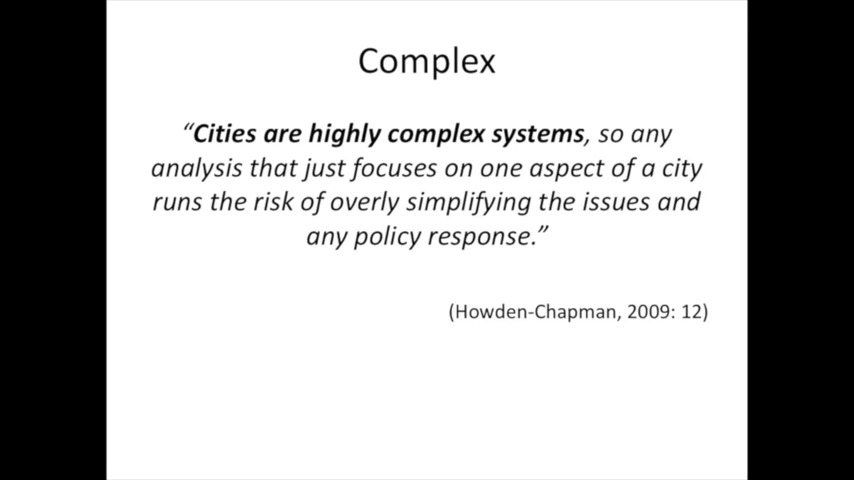 Complex
“Cities are highly complex systems, so any
analysis that just focuses on one aspect of a city
runs the risk of overly simplifying the issues and
any policy response.”
(Howden-Chapman, 2009: 12)